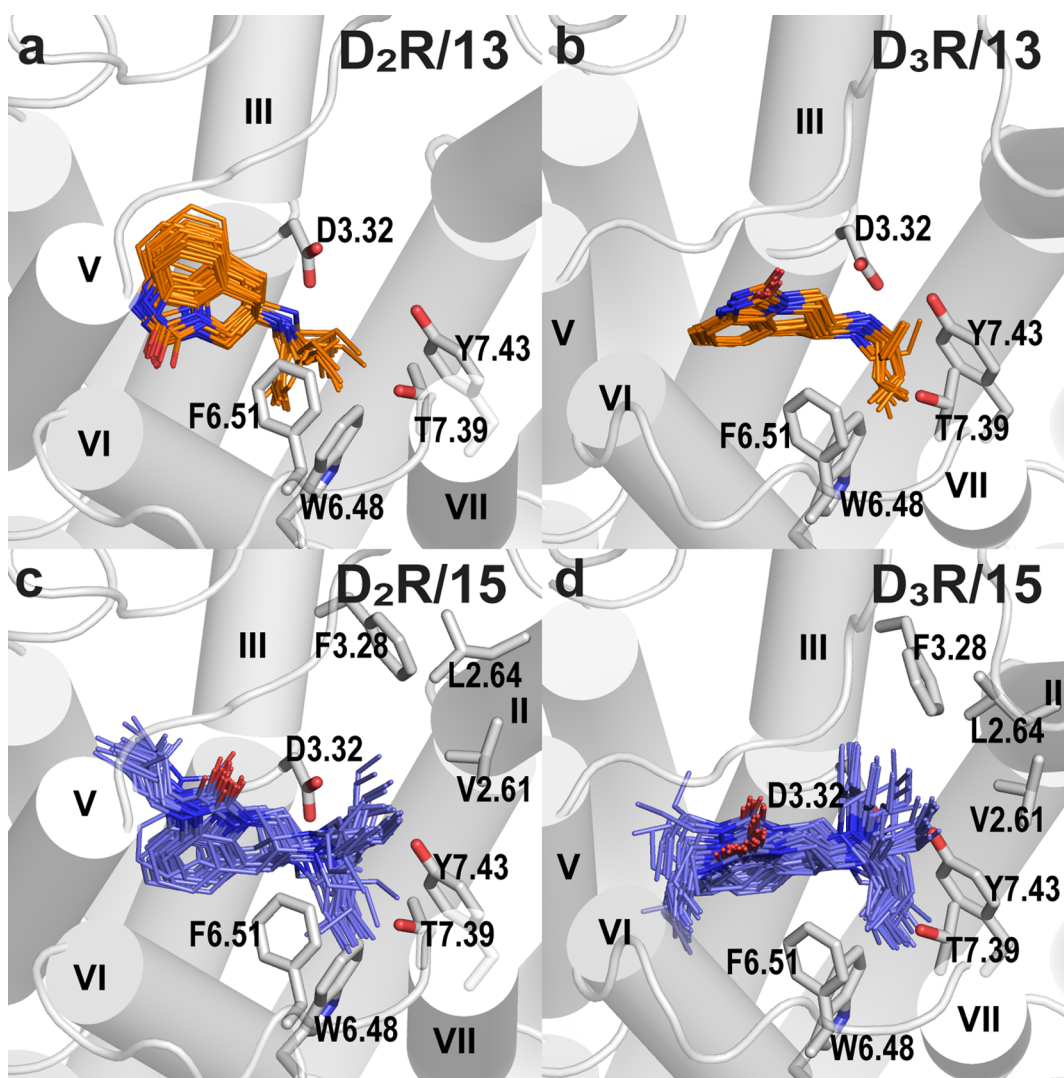 a D₂R/13
III
D3.32
V
Y7.43
F6.51
T7.39
VI
W6.48
VII
b D₃R/13
III
D3.32
V
Y7.43
VI
F6.51
T7.39
VII
W6.48
c D₂R/15
III
F3.28
L2.64
II
D3.32
V
V2.61
Y7.43
F6.51
T7.39
VI
W6.48
VII
d D₃R/15
III
F3.28
II
L2.64
D3.32
V2.61
V
Y7.43
VI
F6.51
T7.39
VII
W6.48